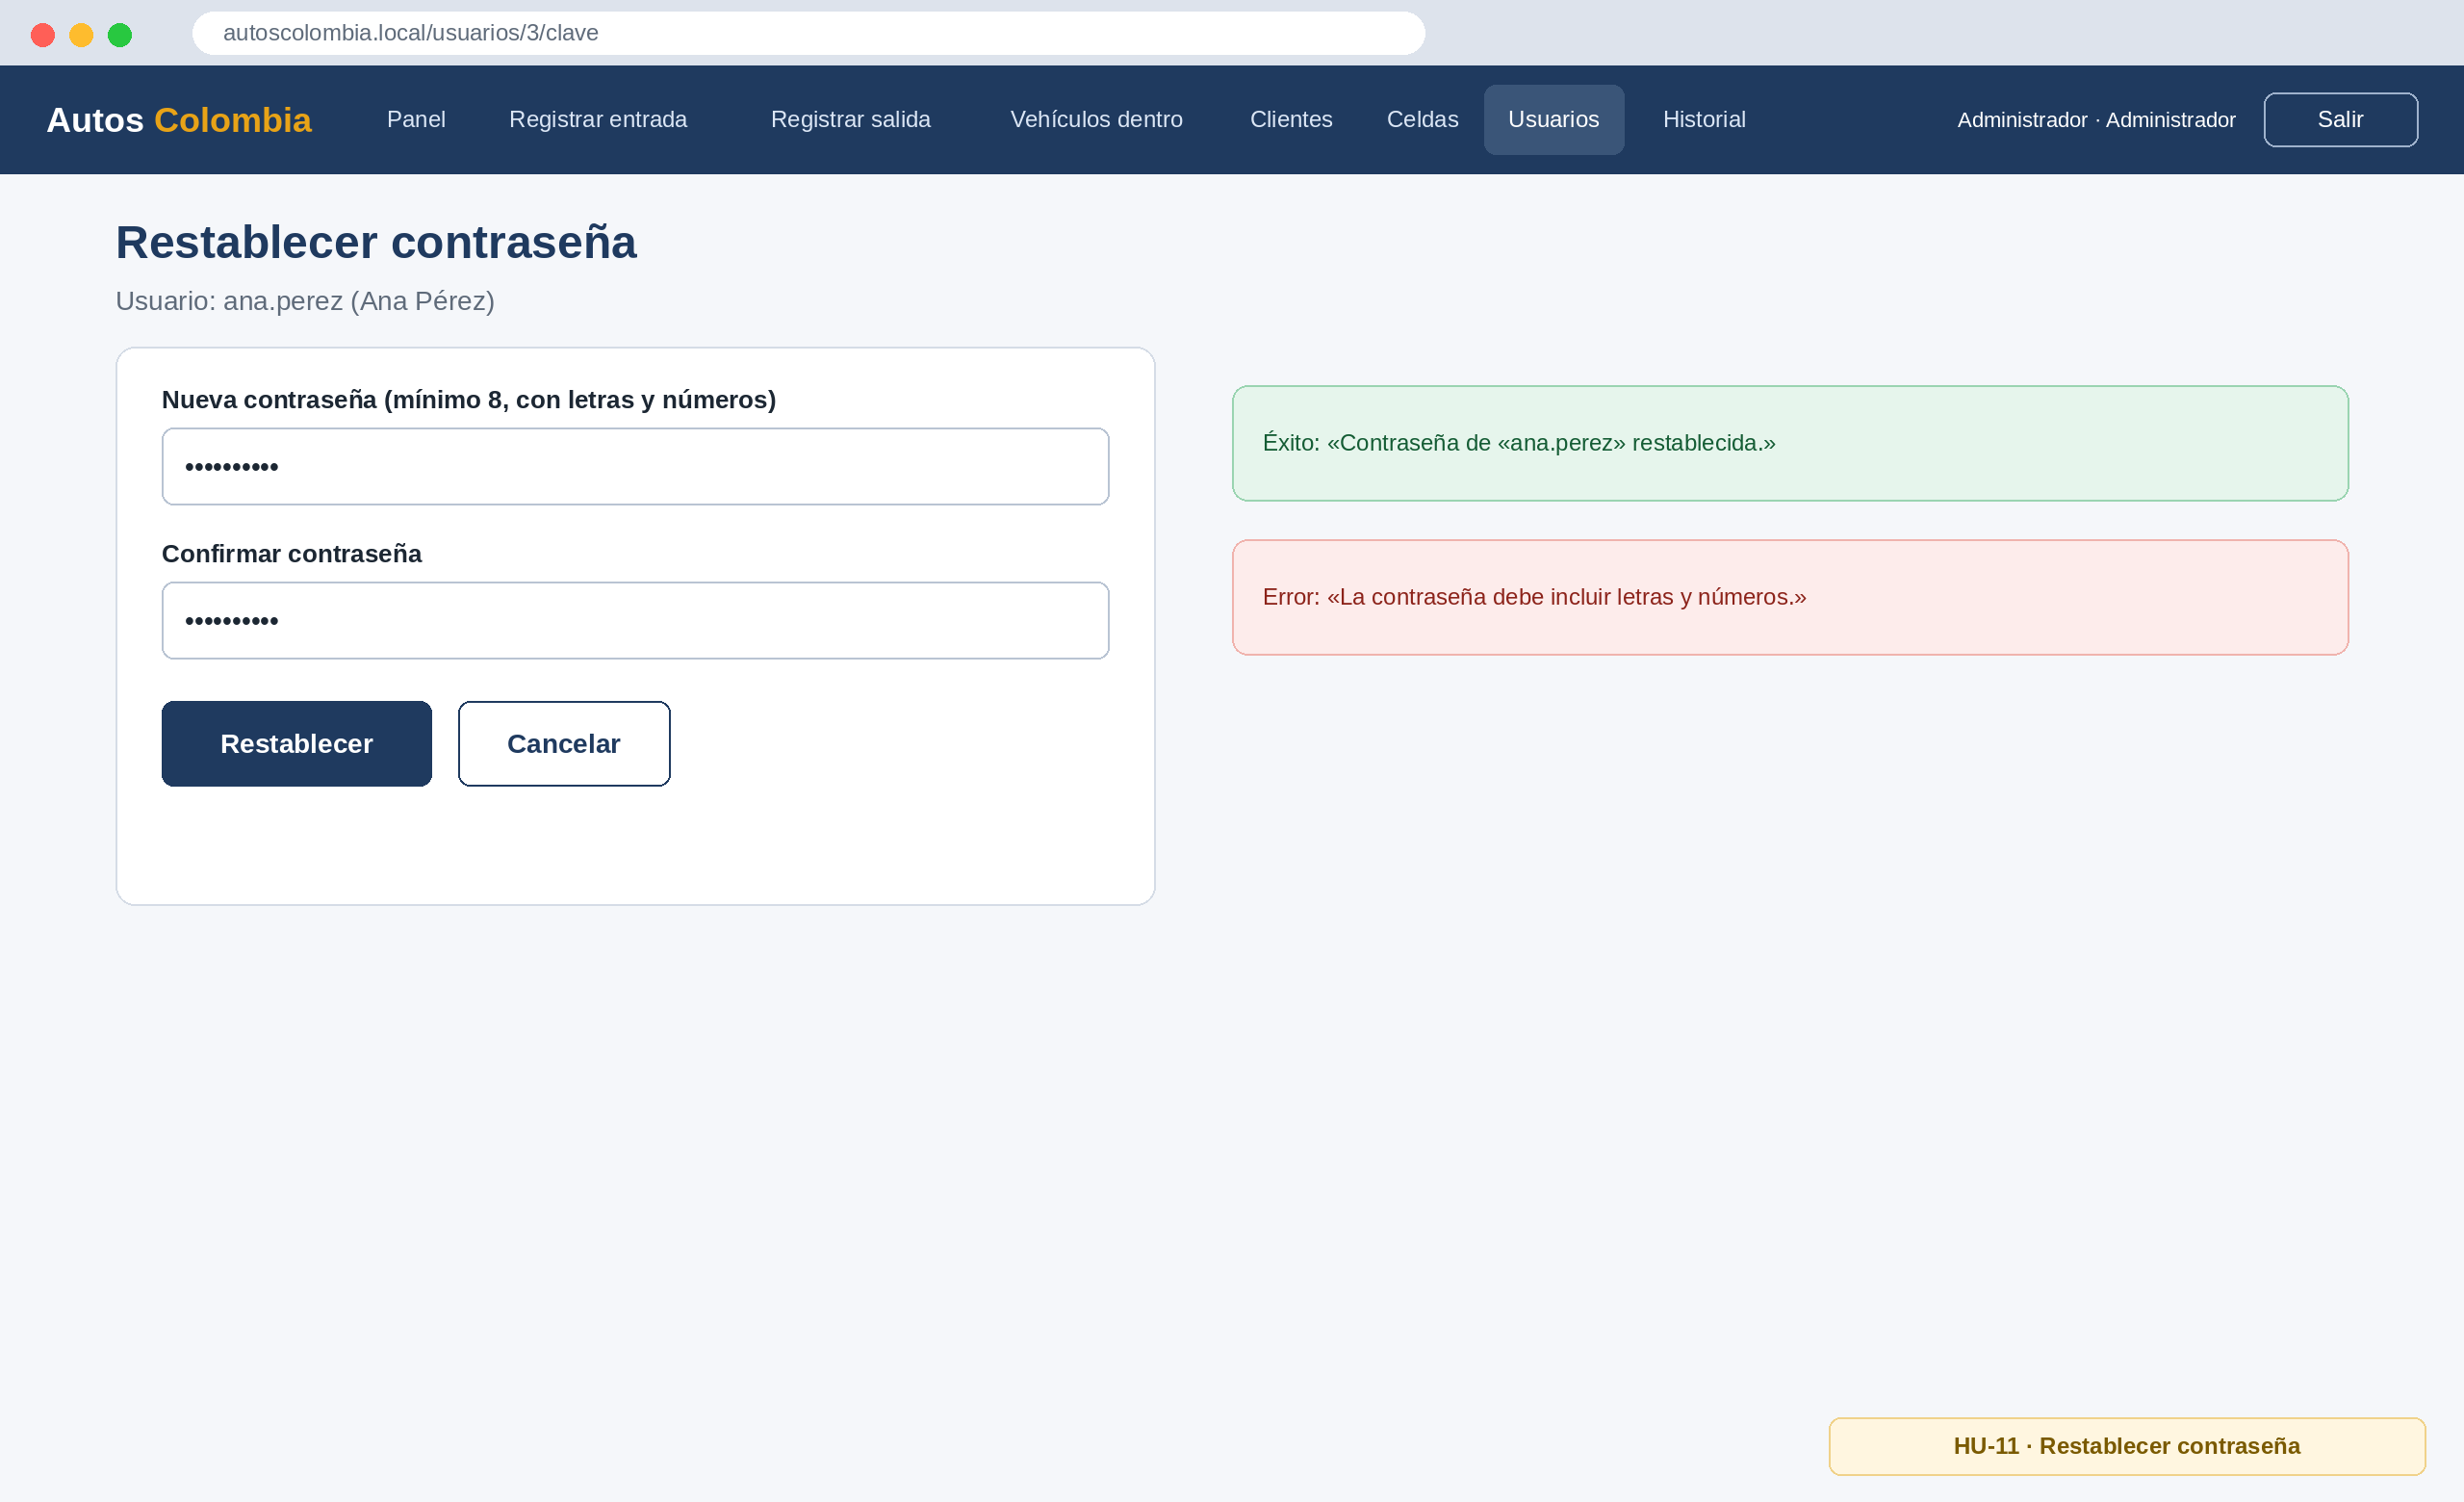 autoscolombia.local/usuarios/3/clave
Autos Colombia Panel Registrar entrada Registrar salida Vehículos dentro Clientes Celdas Usuarios Historial Administrador · Administrador Salir
Restablecer contraseña
Usuario: ana.perez (Ana Pérez)
Nueva contraseña (mínimo 8, con letras y números)
••••••••••
Confirmar contraseña
••••••••••
Restablecer Cancelar
Éxito: «Contraseña de «ana.perez» restablecida.»
Error: «La contraseña debe incluir letras y números.»
HU-11 · Restablecer contraseña